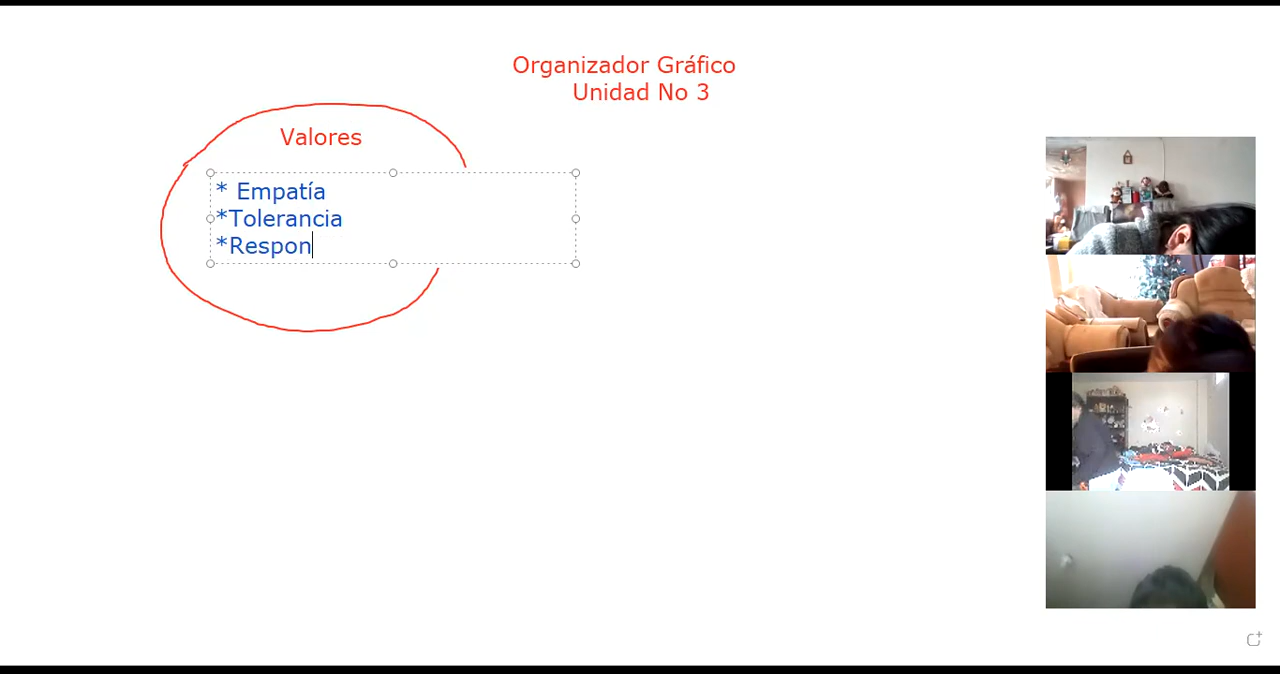 Organizador Gráfico
Unidad No 3
Valores
* Empatía
*Tolerancia
*Respon